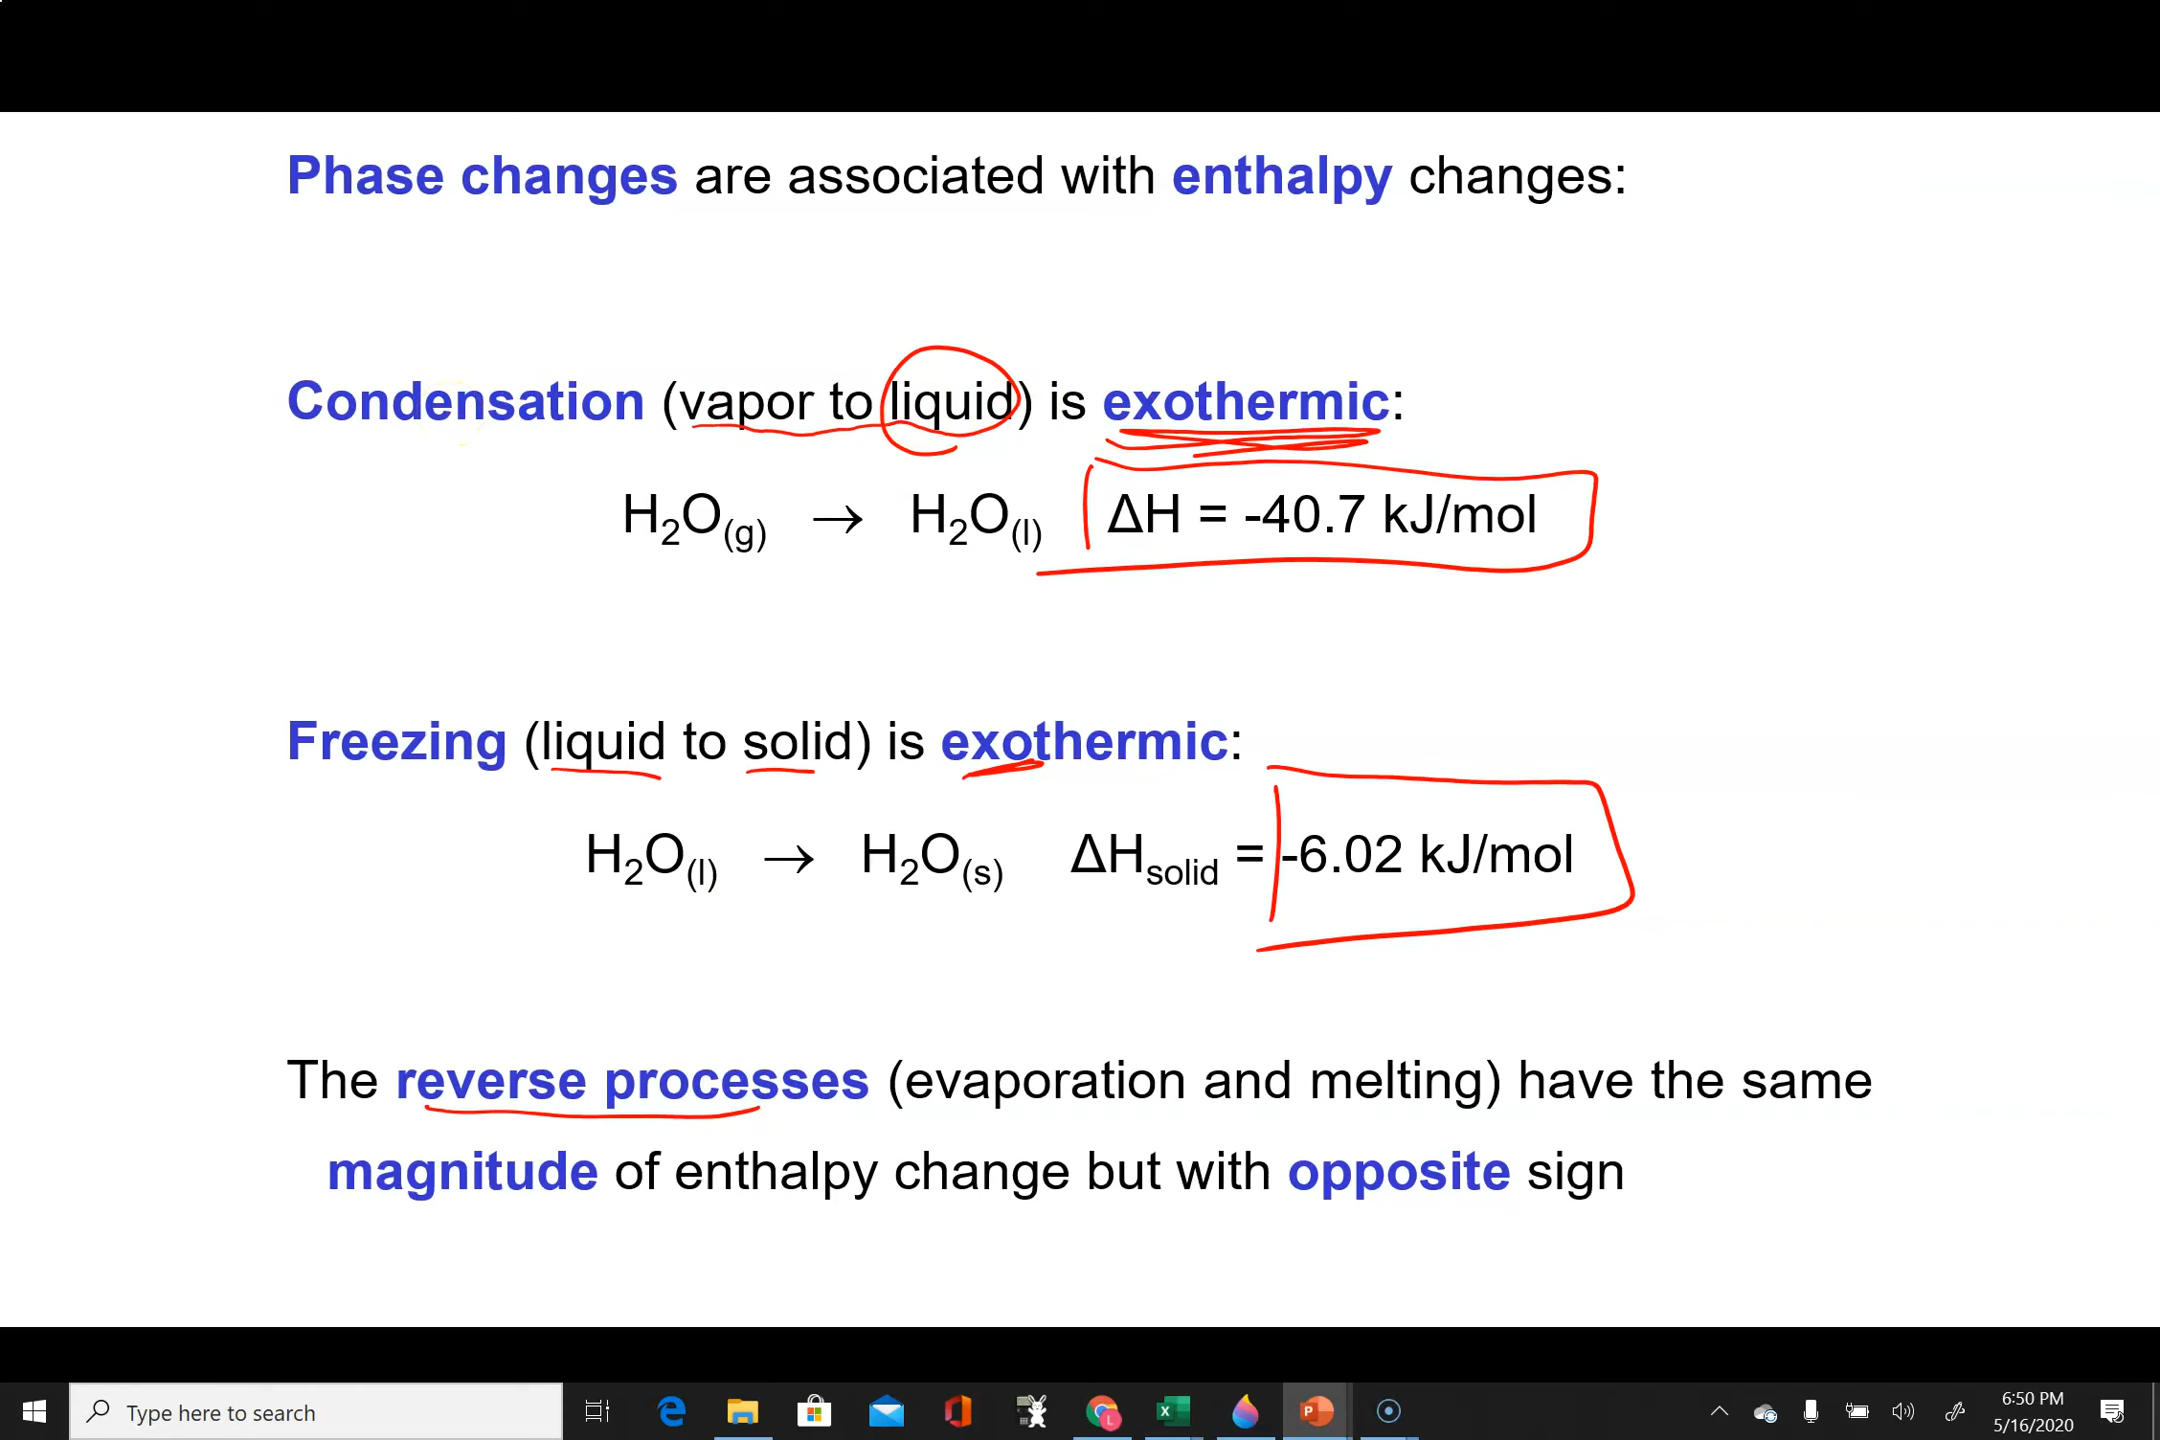 Phase changes are associated with enthalpy changes:
Condensation (vapor to liquid) is exothermic:
H₂O₍g₎ → H₂O₍l₎ ΔH = -40.7 kJ/mol
Freezing (liquid to solid) is exothermic:
H₂O₍l₎ → H₂O₍s₎ ΔHsolid = -6.02 kJ/mol
The reverse processes (evaporation and melting) have the same
magnitude of enthalpy change but with opposite sign
Type here to search
L
X
P
6:50 PM
5/16/2020